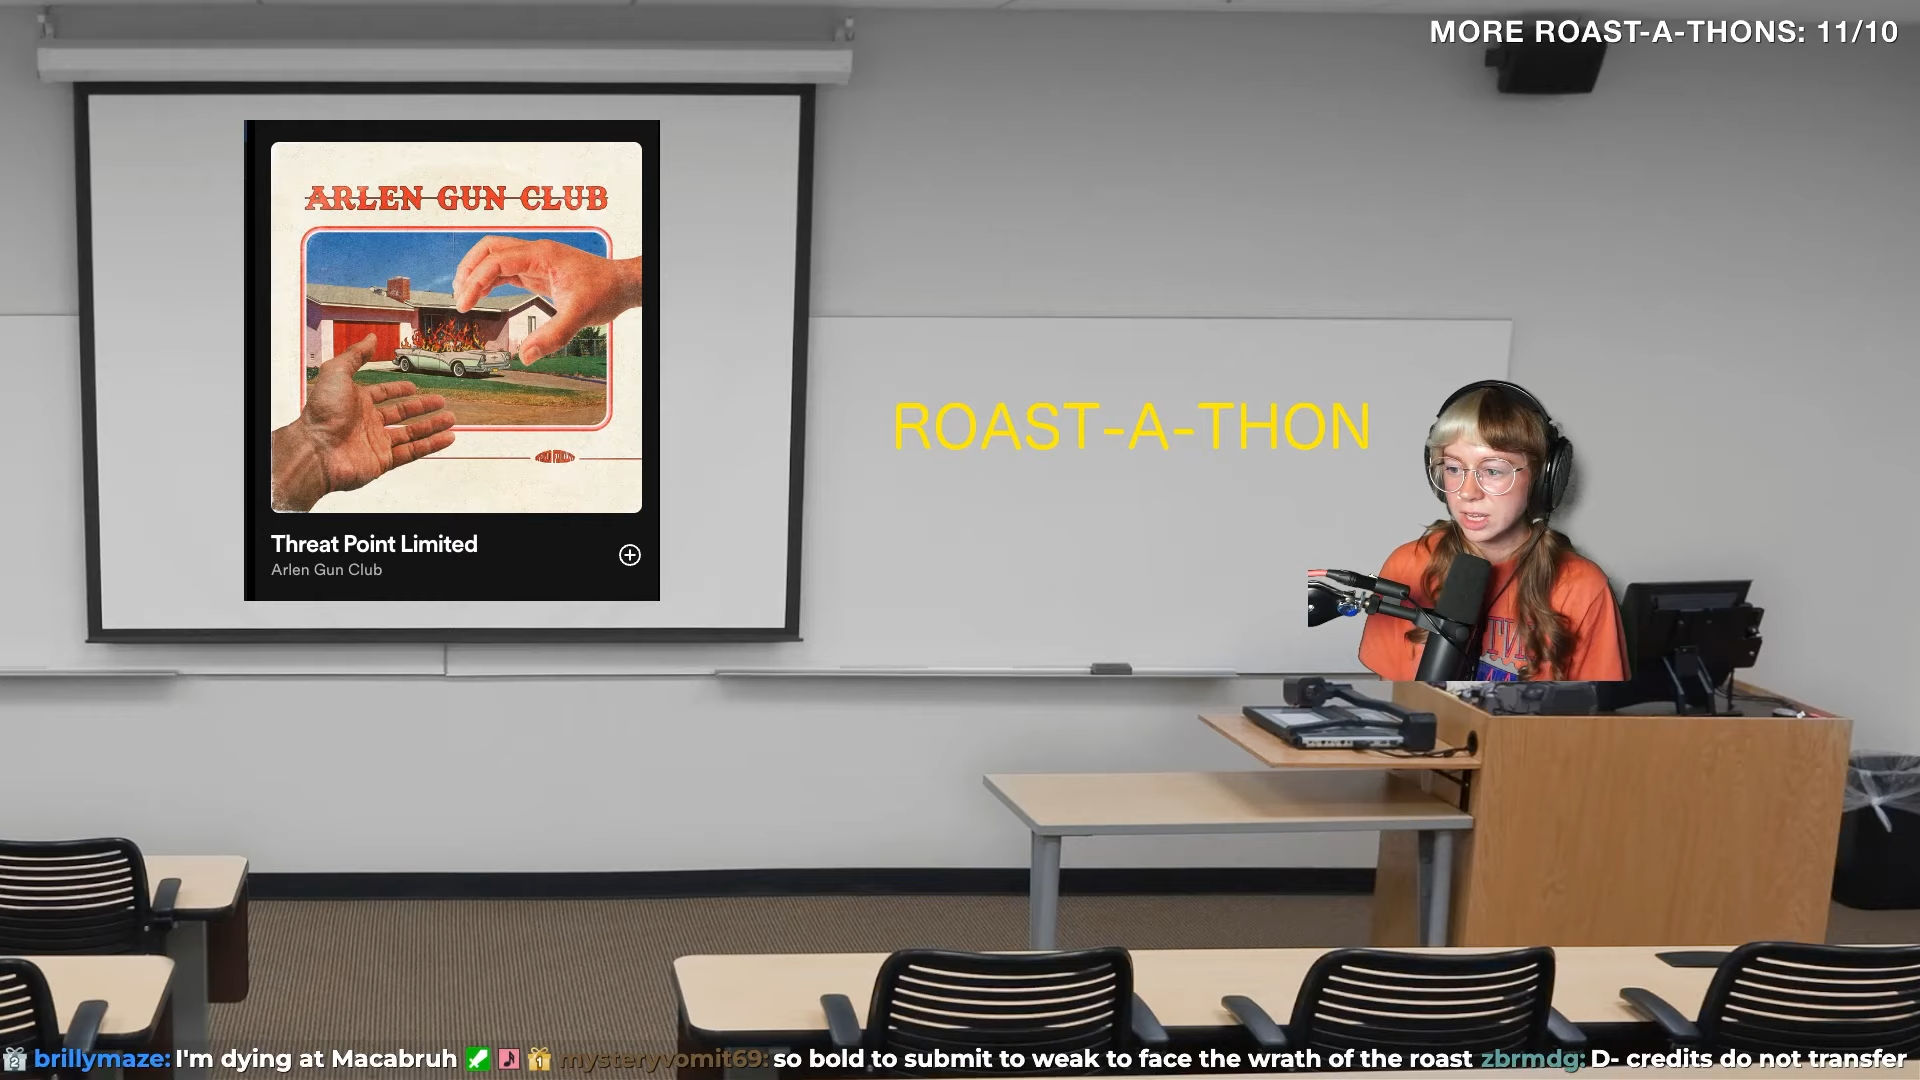 MORE ROAST-A-THONS: 11/10
ARLEN GUN CLUB
ROAST-A-THON
Threat Point Limited
Arlen Gun Club
brillymaze: I'm dying at Macabruh mysteryvomit69: so bold to submit to weak to face the wrath of the roast zbrmdg: D- credits do not transfer